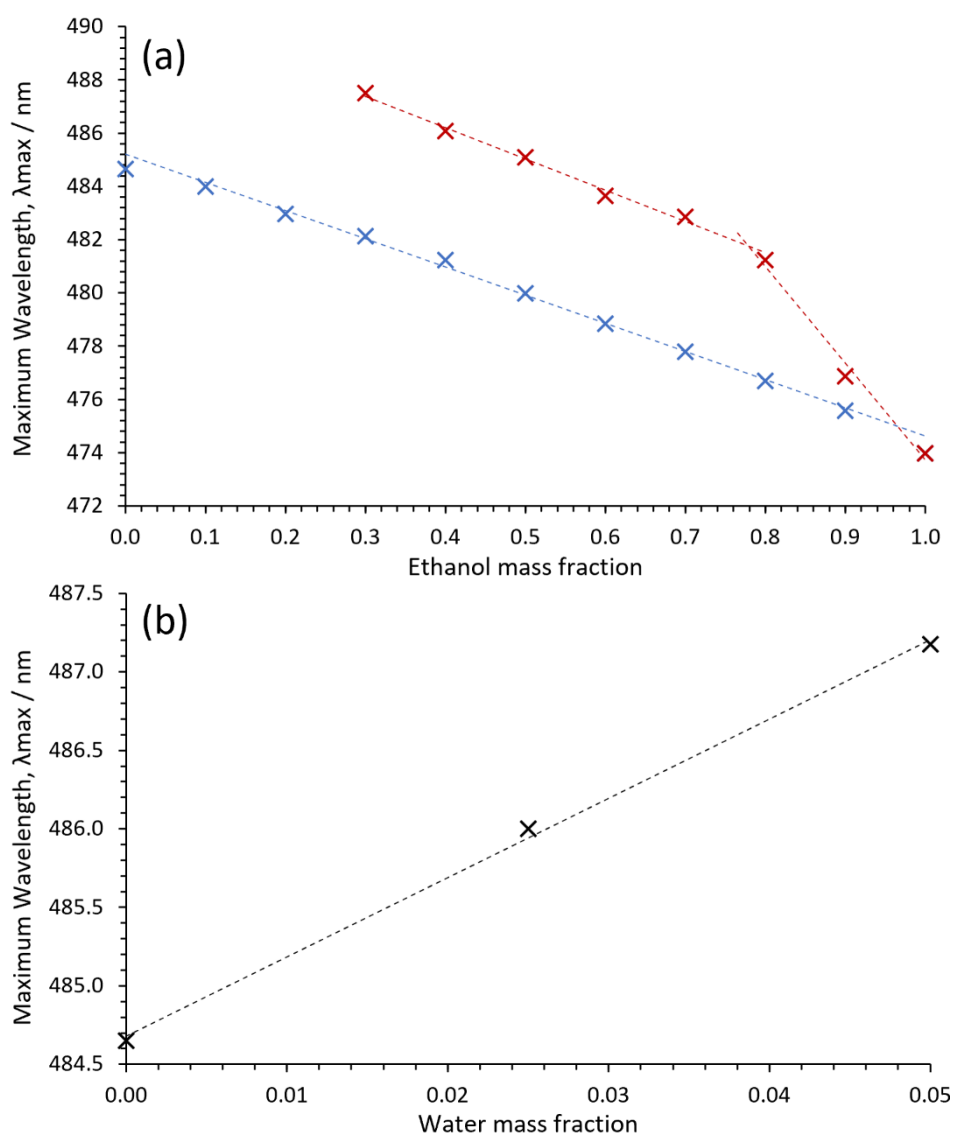 (a)
Maximum Wavelength, λmax / nm
490
488
486
484
482
480
478
476
474
472
0.0 0.1 0.2 0.3 0.4 0.5 0.6 0.7 0.8 0.9 1.0
Ethanol mass fraction
(b)
Maximum Wavelength, λmax / nm
487.5
487.0
486.5
486.0
485.5
485.0
484.5
0.00 0.01 0.02 0.03 0.04 0.05
Water mass fraction